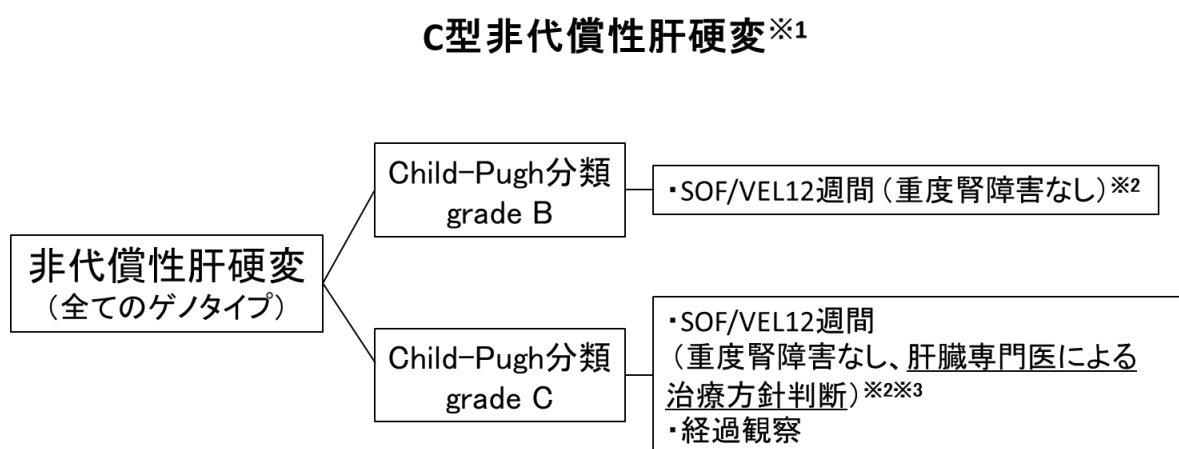 C型非代償性肝硬変※1
非代償性肝硬変
（全てのゲノタイプ）
Child-Pugh分類
grade B
・SOF/VEL12週間（重度腎障害なし）※2
Child-Pugh分類
grade C
・SOF/VEL12週間
（重度腎障害なし、肝臓専門医による
治療方針判断）※2※3
・経過観察